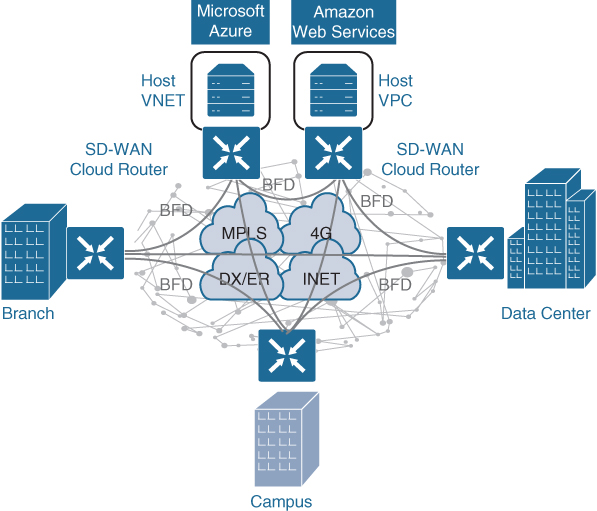 Microsoft
Azure
Amazon
Web Services
Host
VNET
Host
VPC
SD-WAN
Cloud Router
SD-WAN
Cloud Router
BFD
BFD
BFD
MPLS
4G
DX/ER
INET
BFD
BFD
Branch
Data Center
Campus